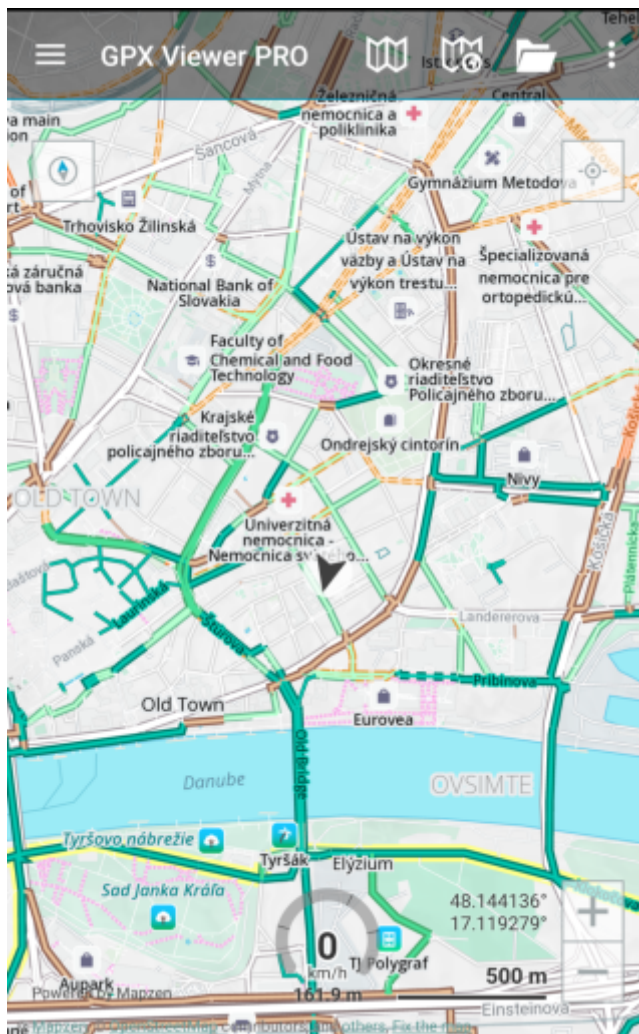 GPX Viewer PRO
Železničná
nemocnica a
poliklinika
Central
Šancová
Mýtna
Gymnázium Metodova
Trhovisko Žilinská
Ústav na výkon
väzby a Ústav na
výkon trestu...
Špecializovaná
nemocnica pre
ortopedickú...
National Bank of
Slovakia
Faculty of
Chemical and Food
Technology
Okresné
riaditeľstvo
Policajného zboru...
Krajské
riaditeľstvo
policajného zboru...
Ondrejský cintorín
Nivy
OLD TOWN
Univerzitná
nemocnica -
Nemocnica svätého...
Košická
Laurinská
Štúrova
Panská
Landererova
Pribinova
Old Town
Eurovea
Old Bridge
Danube
OVSIMTE
Tyršovo nábrežie
Tyršák
Elýzium
Sad Janka Kráľa
48.144136°
17.119279°
0
km/h
TJ Polygraf
161.9 m
500 m
Aupark
Powered by Mapzen
Einsteinova